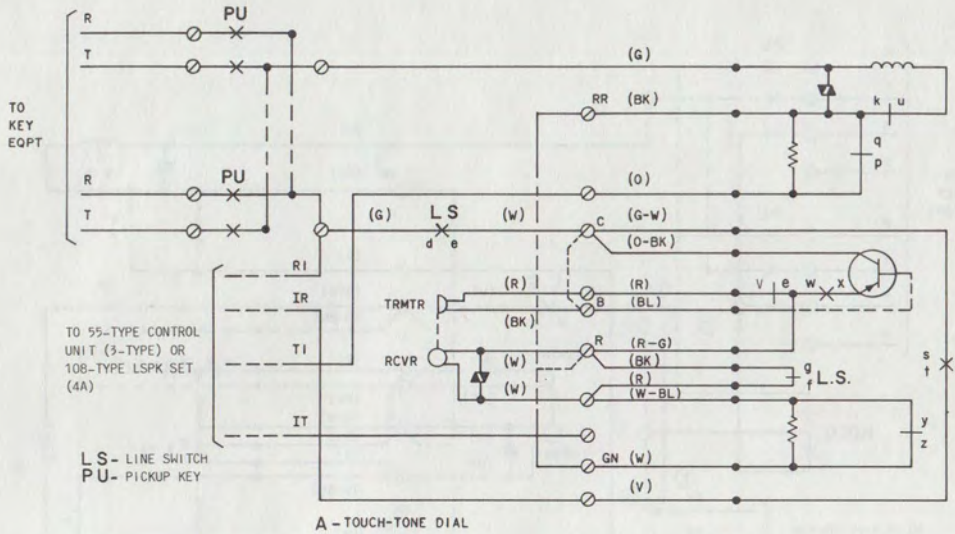 R
PU
T
(G)
RR (BK)
k u
TO
KEY
EQPT
q
p
R
PU
(O)
T
(G)
LS
(W)
C
(G-W)
d e
(O-BK)
RI
IR
TRMTR
(R)
(R)
V e
w x
B
(BL)
(BK)
TO 55-TYPE CONTROL
UNIT (3-TYPE) OR
108-TYPE LSPK SET
(4A)
TI
RCVR
R
(R-G)
(W)
(BK)
g
f
L.S.
s
t
(R)
(W)
(W-BL)
y
z
IT
LS- LINE SWITCH
PU- PICKUP KEY
GN (W)
(V)
A - TOUCH-TONE DIAL